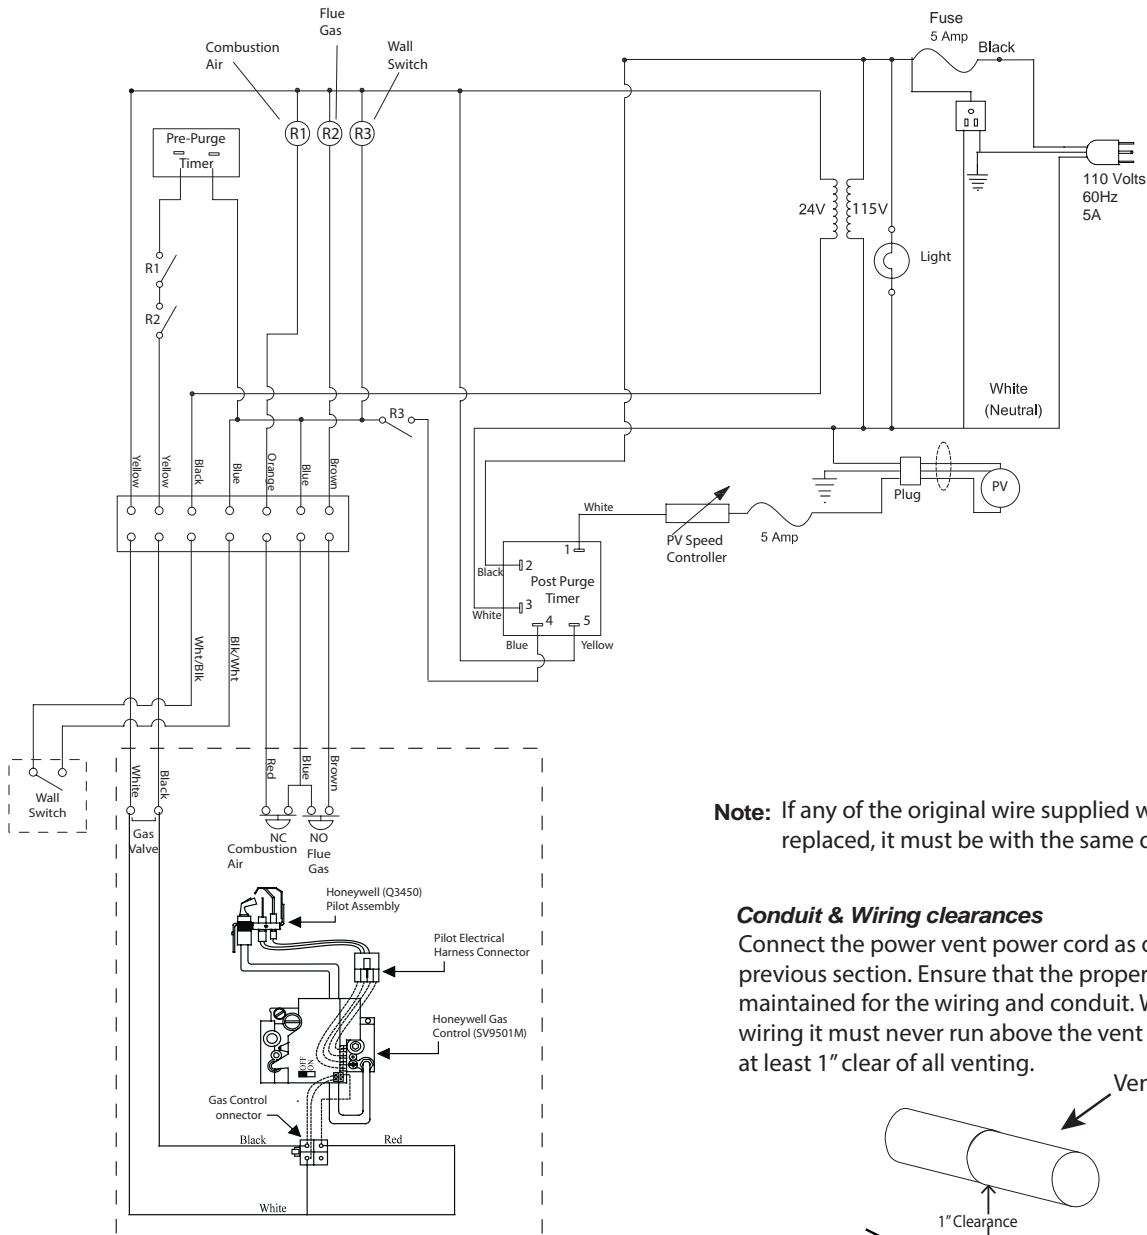 Flue
Gas
Combustion
Air
Wall
Switch
Fuse
5 Amp
Black
R1
R2
R3
Pre-Purge
Timer
110 Volts
60Hz
5A
24V
115V
Light
R1
R2
White
(Neutral)
R3
Yellow
Yellow
Black
Blue
Orange
Blue
Brown
Plug
PV
White
PV Speed
Controller
5 Amp
1
Black
2
Post Purge
Timer
White
3
4
5
Blue
Yellow
Wht/Blk
Blk/Wht
Wall
Switch
White
Black
Red
Blue
Brown
Gas
Valve
NC
NO
Combustion
Air
Flue
Gas
Note: If any of the original wire supplied w
replaced, it must be with the same
Honeywell (Q3450)
Pilot Assembly
Pilot Electrical
Harness Connector
Honeywell Gas
Control (SV9501M)
OFF
ON
Gas Control
onnector
Black
Red
White
Conduit & Wiring clearances
Connect the power vent power cord as
previous section. Ensure that the proper
maintained for the wiring and conduit. W
wiring it must never run above the vent
at least 1” clear of all venting.
Ven
1” Clearance